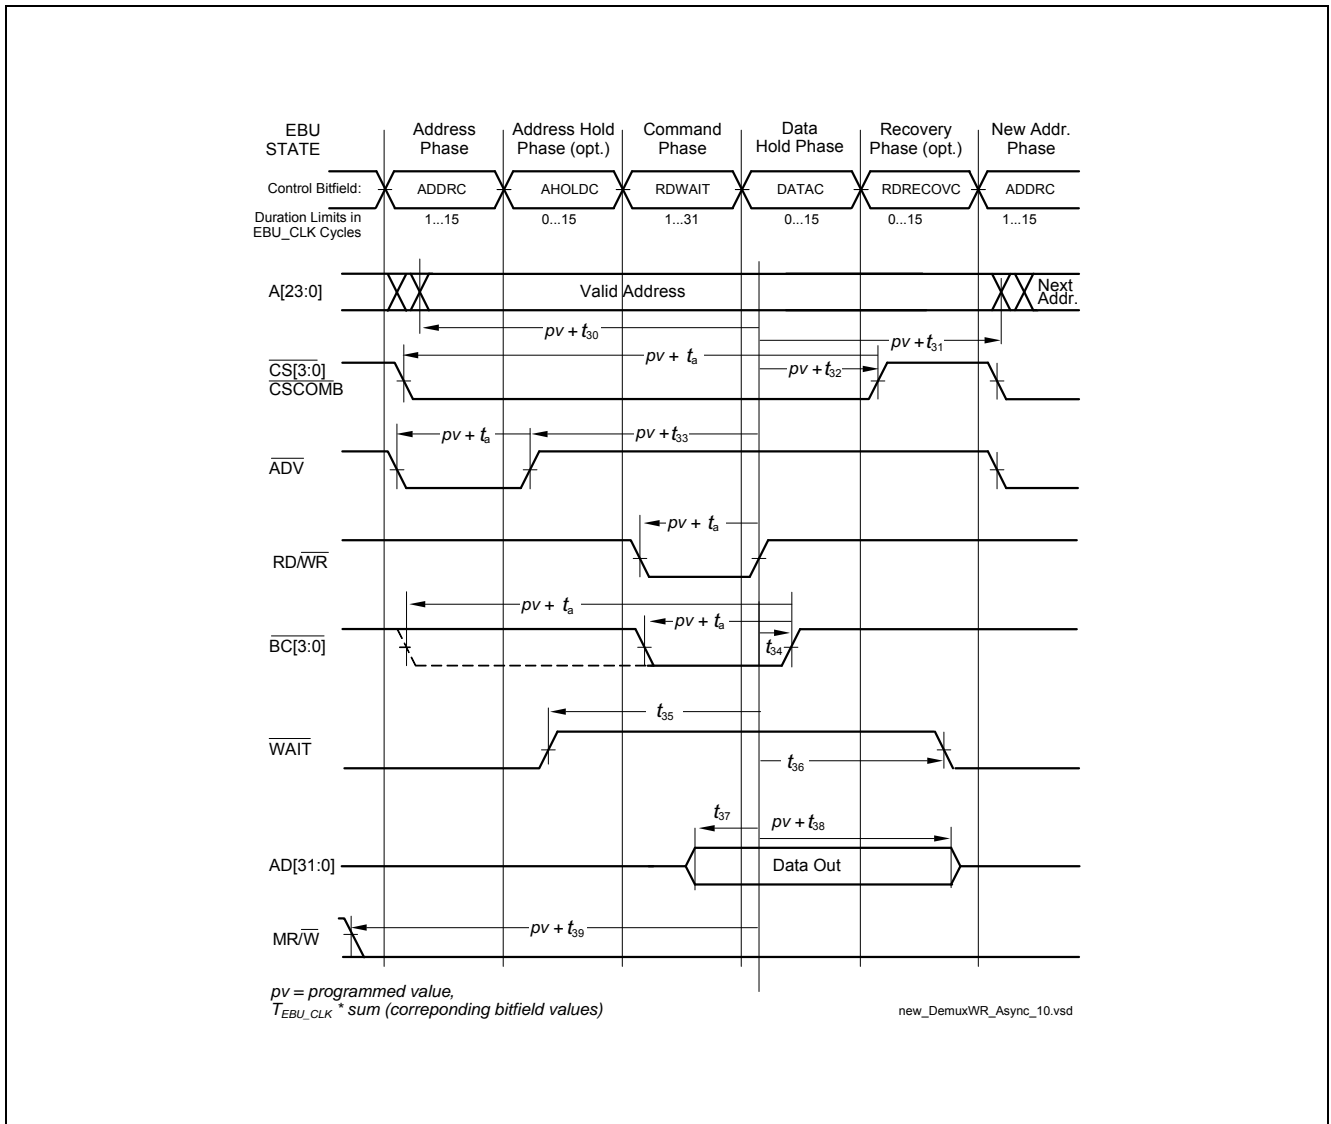 EBU
STATE
Address
Phase
Address Hold
Phase (opt.)
Command
Phase
Data
Hold Phase
Recovery
Phase (opt.)
New Addr.
Phase
Control Bitfield:
ADDRC
AHOLDC
RDWAIT
DATAC
RDRECOVC
ADDRC
Duration Limits in
EBU_CLK Cycles
1...15
0...15
1...31
0...15
0...15
1...15
A[23:0]
Valid Address
Next
Addr.
pv + t30
pv + t31
pv + ta
pv + t32
CS[3:0]
CSCOMB
pv + ta
pv + t33
ADV
pv + ta
RD/WR
pv + ta
pv + ta
t34
BC[3:0]
t35
WAIT
t36
t37
pv + t38
AD[31:0]
Data Out
MR/W
pv + t39
pv = programmed value,
TEBU_CLK * sum (correponding bitfield values)
new_DemuxWR_Async_10.vsd